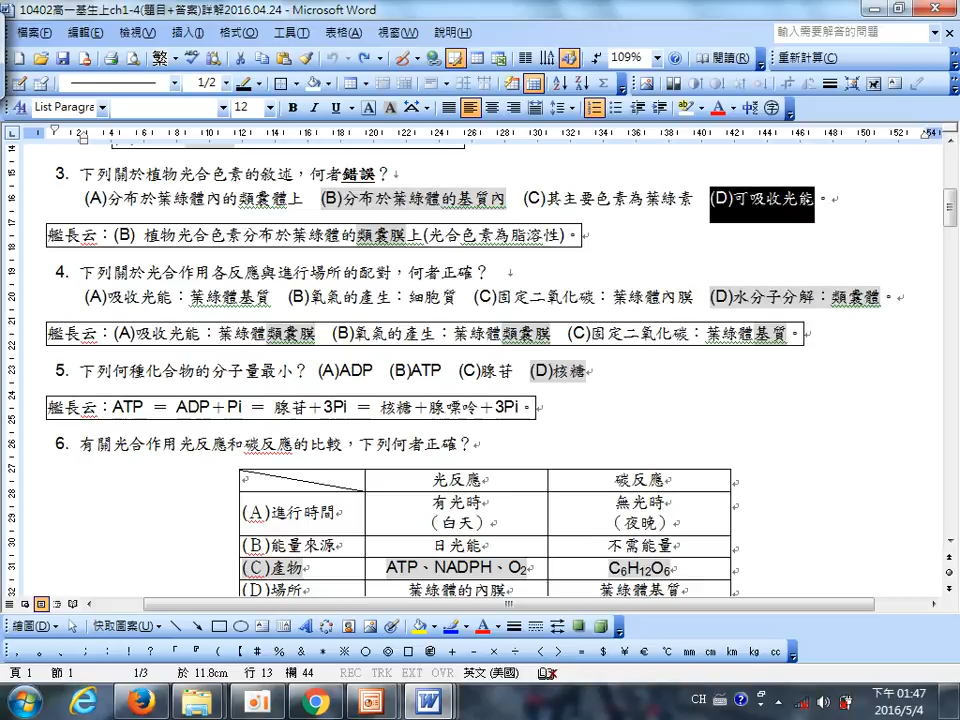 10402高一基生上ch1-4(題目+答案)詳解2016.04.24 - Microsoft Word
檔案(F) 編輯(E) 檢視(V) 插入(I) 格式(O) 工具(T) 表格(A) 視窗(W) 說明(H) 輸入需要解答的問題
繁 109% 閱讀(R) 重新計算(C)
1/2
List Paragra 12 B I U A A
3. 下列關於植物光合色素的敘述，何者錯誤？
(A)分布於葉綠體內的類囊體上 (B)分布於葉綠體的基質內 (C)其主要色素為葉綠素 (D)可吸收光能。
艦長云：(B) 植物光合色素分布於葉綠體的類囊膜上(光合色素為脂溶性)。
4. 下列關於光合作用各反應與進行場所的配對，何者正確？
(A)吸收光能：葉綠體基質 (B)氧氣的產生：細胞質 (C)固定二氧化碳：葉綠體內膜 (D)水分子分解：類囊體。
艦長云：(A)吸收光能：葉綠體類囊膜 (B)氧氣的產生：葉綠體類囊膜 (C)固定二氧化碳：葉綠體基質。
5. 下列何種化合物的分子量最小？ (A)ADP (B)ATP (C)腺苷 (D)核糖
艦長云：ATP ＝ ADP＋Pi ＝ 腺苷＋3Pi ＝ 核糖＋腺嘌呤＋3Pi。
6. 有關光合作用光反應和碳反應的比較，下列何者正確？
光反應 碳反應
(A)進行時間 有光時（白天） 無光時（夜晚）
(B)能量來源 日光能 不需能量
(C)產物 ATP、NADPH、O2 C6H12O6
(D)場所 葉綠體的內膜 葉綠體基質
繪圖(D) 快取圖案(U)
， 。 、 ； ： ！ ？ 「 『 （ 【 # % & * ※ ○ ◎ □ ＋ － × ÷ ＜ ＞ ＝ $ ¥ € ℃ mm cm km kg cc
頁 1 節 1 1/3 於 11.8cm 行 13 欄 44 REC TRK EXT OVR 英文 (美國)
CH 下午 01:47
2016/5/4